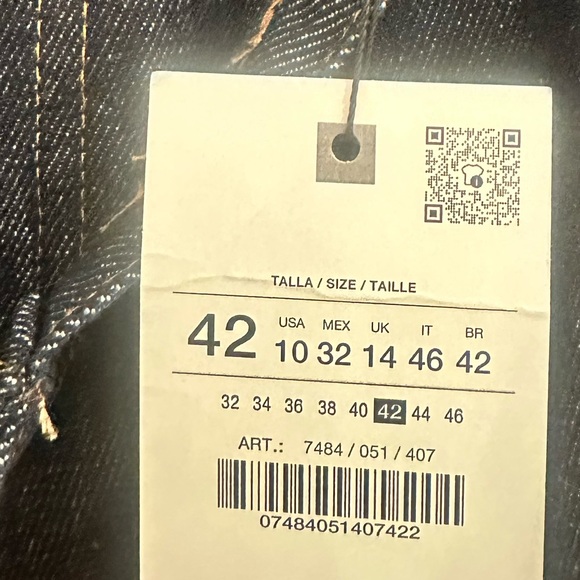 TALLA / SIZE / TAILLE
USA MEX UK IT BR
42 10 32 14 46 42
32 34 36 38 40 42 44 46
ART.: 7484 / 051 / 407
07484051407422